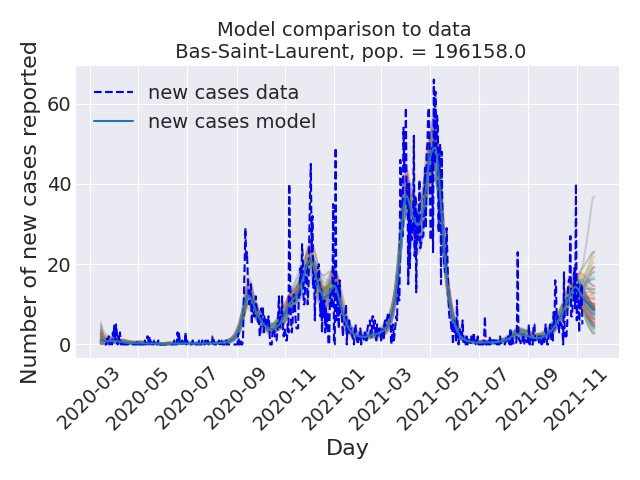 Model comparison to data
Bas-Saint-Laurent, pop. = 196158.0
Number of new cases reported
60
40
20
0
new cases data
new cases model
2020-03
2020-05
2020-07
2020-09
2020-11
2021-01
2021-03
2021-05
2021-07
2021-09
2021-11
Day